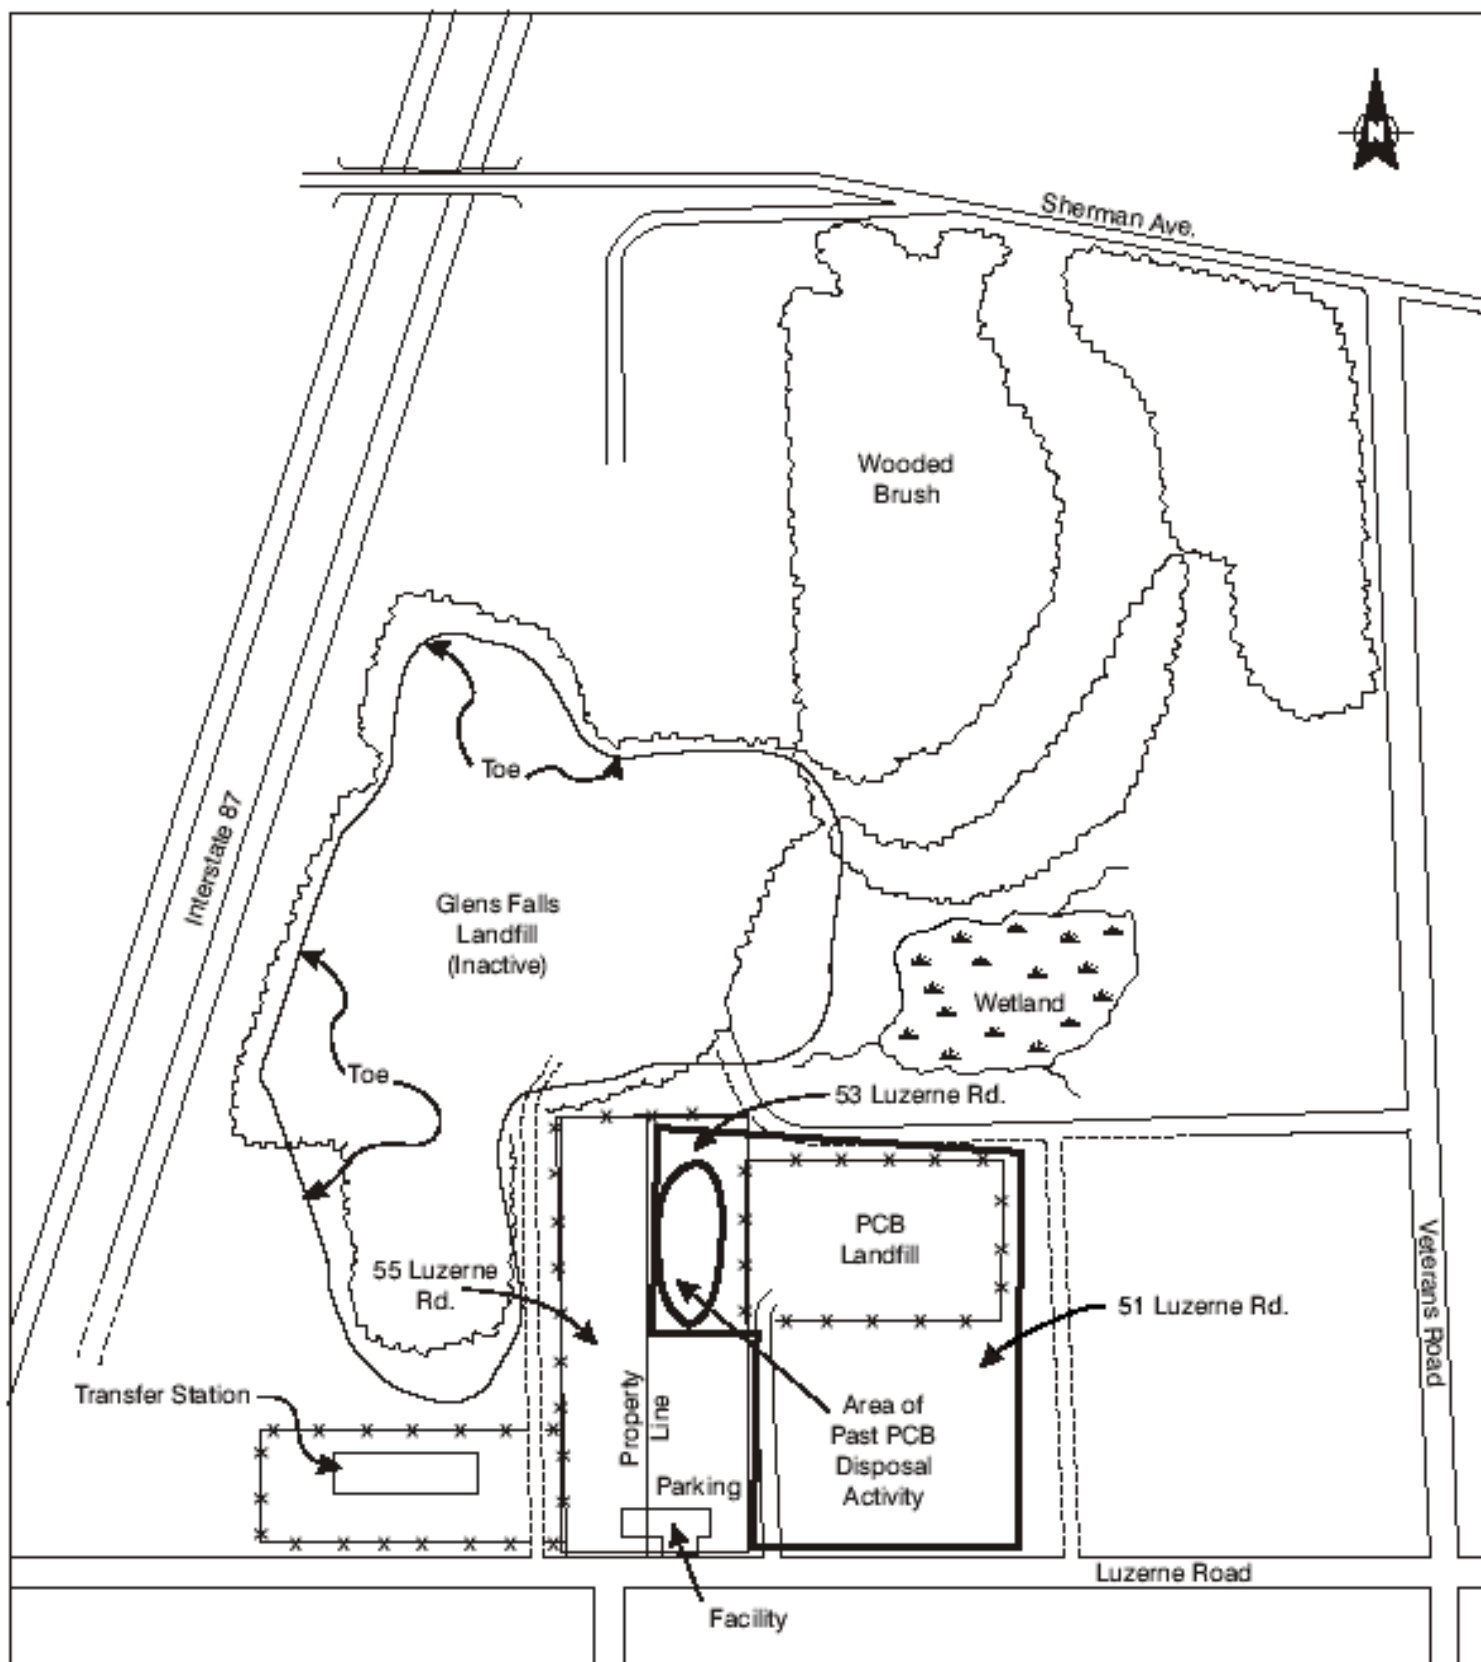 N
Sherman Ave.
Wooded
Brush
Toe
Interstate 87
Glens Falls
Landfill
(Inactive)
Wetland
Toe
53 Luzerne Rd.
PCB
Landfill
55 Luzerne
Rd.
51 Luzerne Rd.
Veterans Road
Transfer Station
Property
Line
Area of
Past PCB
Disposal
Activity
Parking
Luzerne Road
Facility